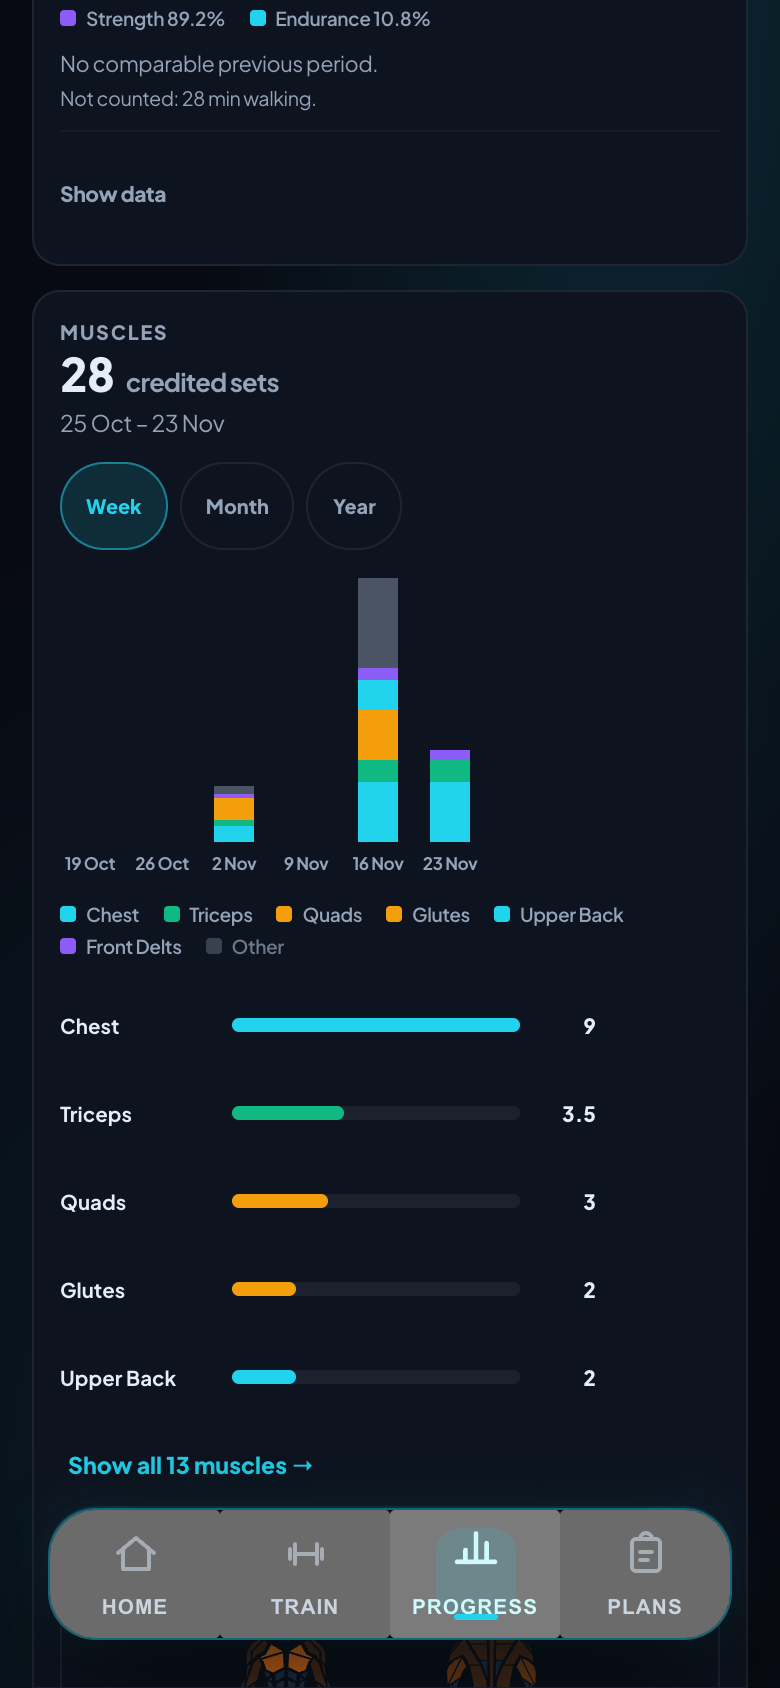 Strength 89.2% Endurance 10.8%
No comparable previous period.
Not counted: 28 min walking.
Show data
MUSCLES
28 credited sets
25 Oct – 23 Nov
Week Month Year
19 Oct 26 Oct 2 Nov 9 Nov 16 Nov 23 Nov
Chest Triceps Quads Glutes Upper Back
Front Delts Other
Chest 9
Triceps 3.5
Quads 3
Glutes 2
Upper Back 2
Show all 13 muscles →
HOME TRAIN PROGRESS PLANS